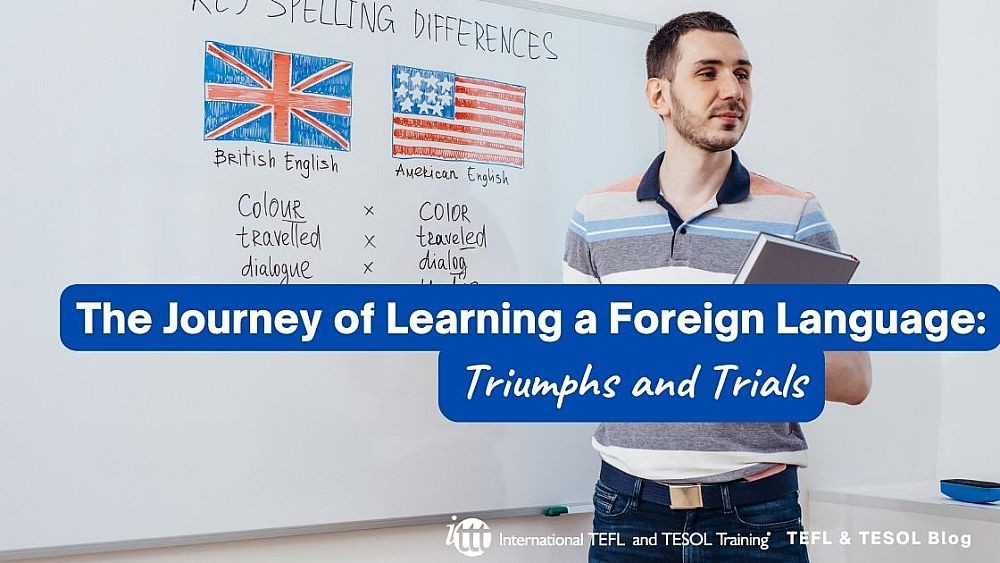 KEY SPELLING DIFFERENCES
British English
American English
Colour x COLOR
travelled x traveled
dialogue x dialog
The Journey of Learning a Foreign Language:
Triumphs and Trials
ittt International TEFL and TESOL Training TEFL & TESOL Blog